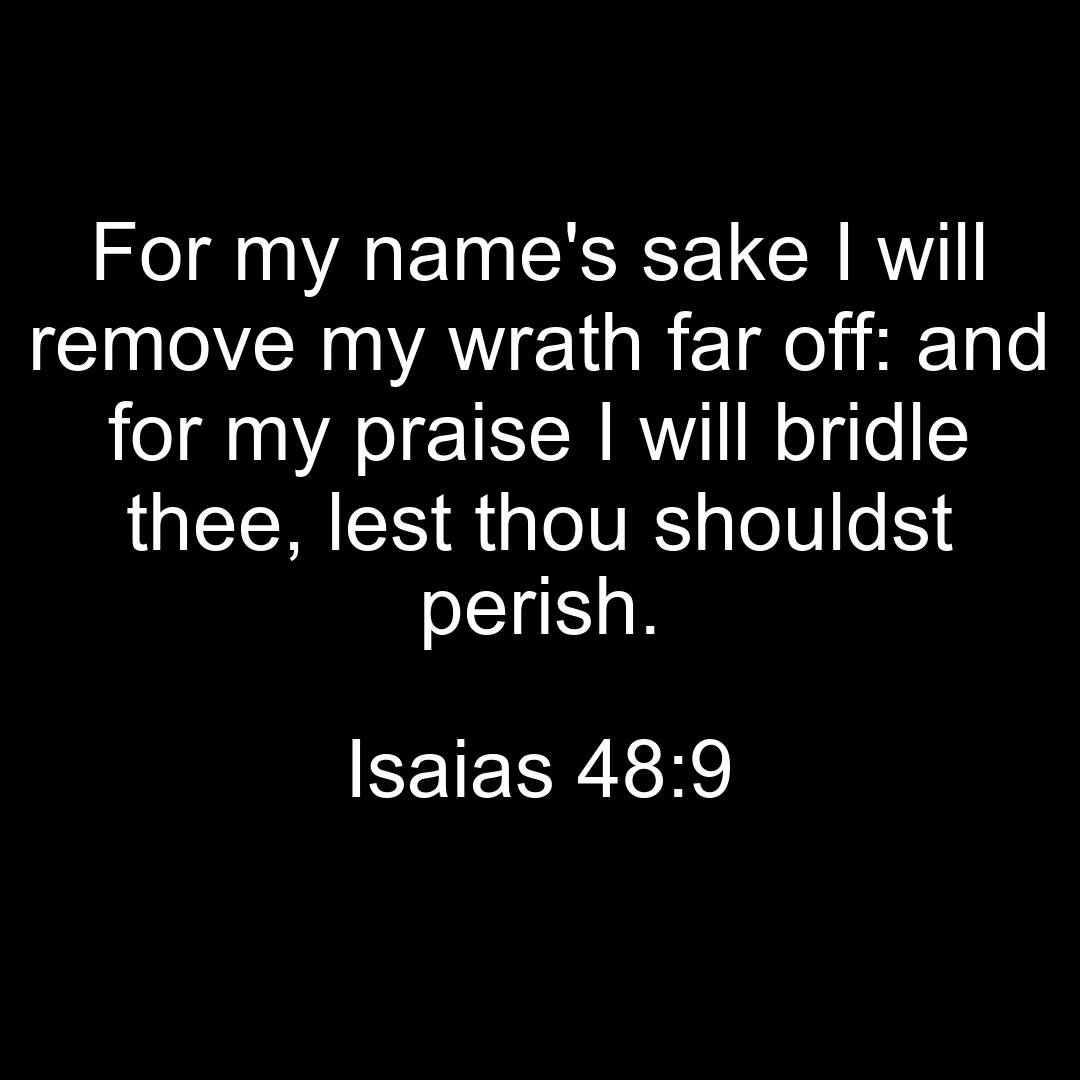 For my name's sake I will
remove my wrath far off: and
for my praise I will bridle
thee, lest thou shouldst
perish.
Isaias 48:9